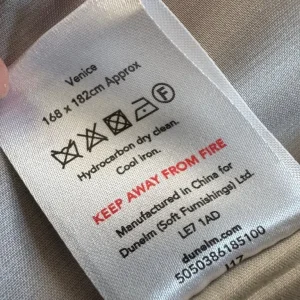 Venice
168 x 182cm Approx
Hydrocarbon dry clean.
Cool Iron.
KEEP AWAY FROM FIRE
Manufactured in China for
Dunelm (Soft Furnishings) Ltd.
LE7 1AD
dunelm.com
5050386185100